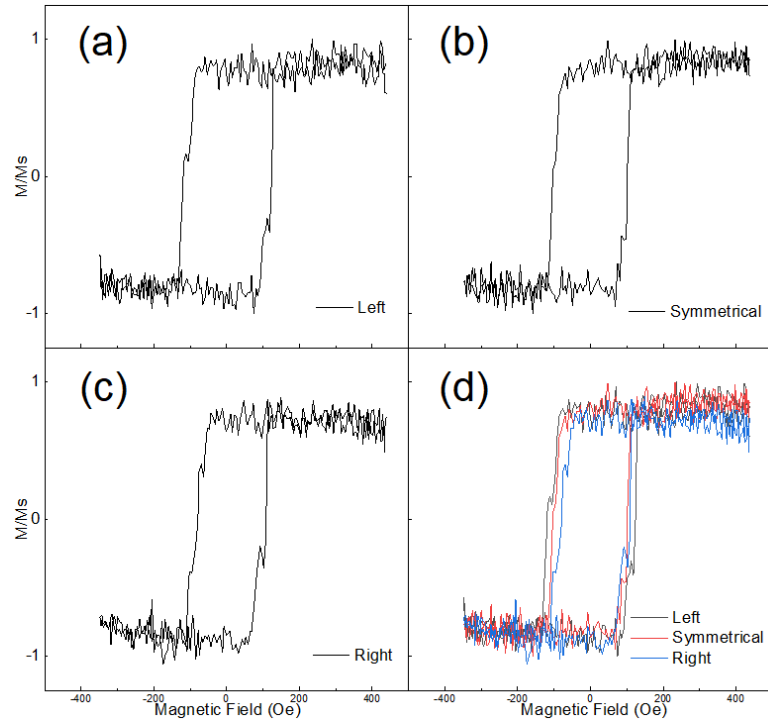 (a)
(b)
1
0
-1
M/Ms
Left
Symmetrical
(c)
(d)
1
0
-1
M/Ms
Right
Left
Symmetrical
Right
-400 -200 0 200 400
-400 -200 0 200 400
Magnetic Field (Oe)
Magnetic Field (Oe)